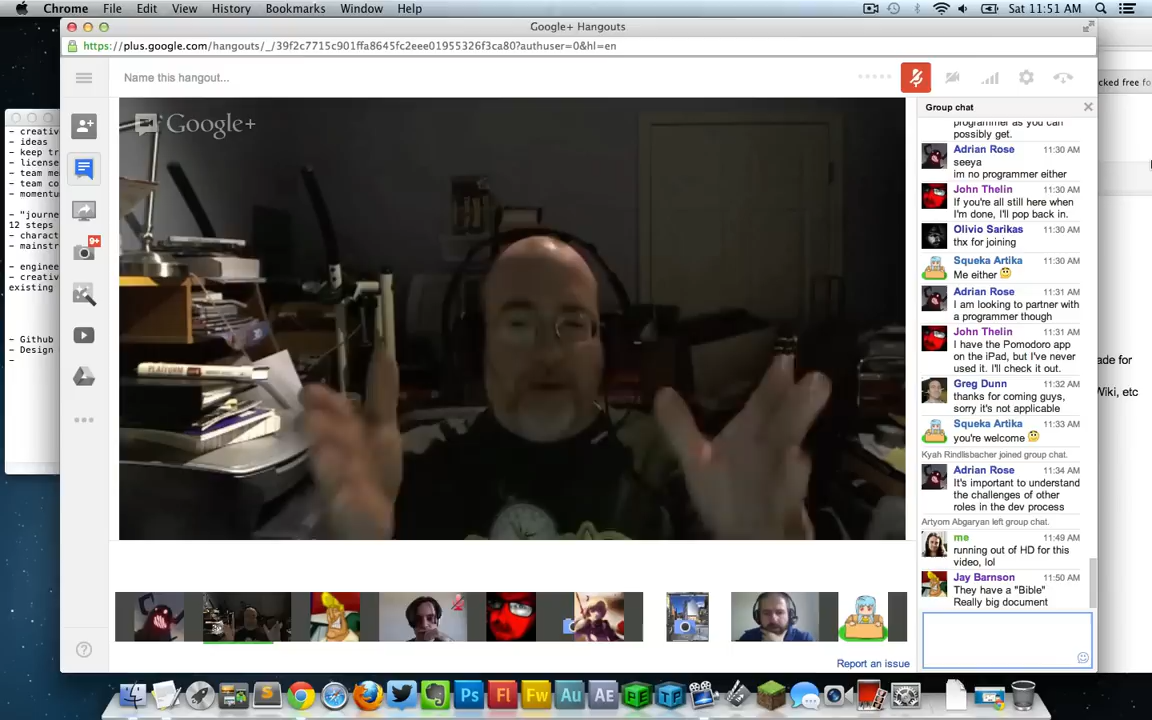 Chrome File Edit View History Bookmarks Window Help
Sat 11:51 AM
Google+ Hangouts
https://plus.google.com/hangouts/_/39f2c7715c901ffa8645fc2eee01955326f3ca80?authuser=0&hl=en
Name this hangout...
cked free fo
- creativ
- ideas
- keep tr
- license
- team me
- team co
- momentu
- "journe
12 steps
- charact
- mainstr
- engine
- creativ
existing
- Github
- Design
-
Google+
9+
PLATFORM
Group chat
programmer as you can
possibly get.
Adrian Rose 11:30 AM
seeya
im no programmer either
John Thelin 11:30 AM
If you're all still here when
I'm done, I'll pop back in.
Olivio Sarikas 11:30 AM
thx for joining
Squeka Artika 11:30 AM
Me either
Adrian Rose 11:31 AM
I am looking to partner with
a programmer though
John Thelin 11:31 AM
I have the Pomodoro app
on the iPad, but I've never
used it. I'll check it out.
Greg Dunn 11:32 AM
thanks for coming guys,
sorry it's not applicable
Squeka Artika 11:33 AM
you're welcome
Kyah Rindlisbacher joined group chat.
Adrian Rose 11:34 AM
It's important to understand
the challenges of other
roles in the dev process
Artyom Abgaryan left group chat.
me 11:49 AM
running out of HD for this
video, lol
Jay Barnson 11:50 AM
They have a "Bible"
Really big document
ade for
Wiki, etc
Report an issue
Ps Fl Fw Au Ae